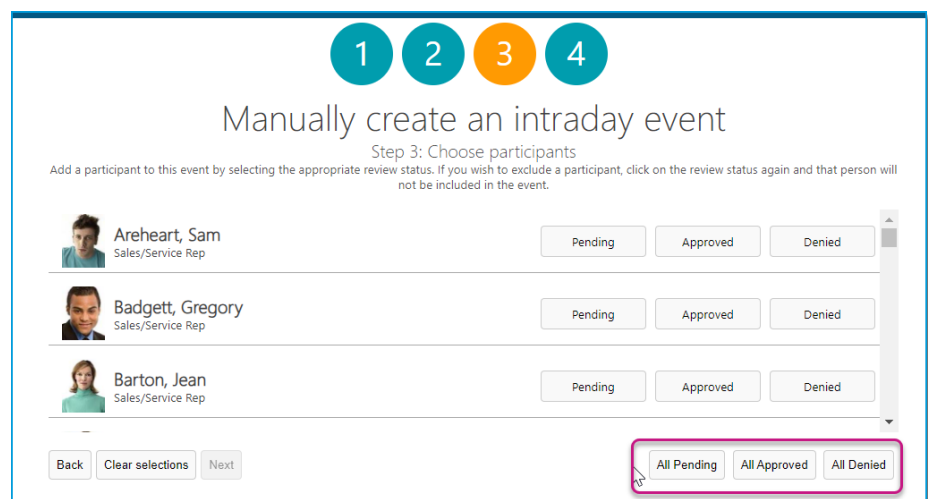 1 2 3 4
Manually create an intraday event
Step 3: Choose participants
Add a participant to this event by selecting the appropriate review status. If you wish to exclude a participant, click on the review status again and that person will
not be included in the event.
Areheart, Sam
Sales/Service Rep
Pending Approved Denied
Badgett, Gregory
Sales/Service Rep
Pending Approved Denied
Barton, Jean
Sales/Service Rep
Pending Approved Denied
Back Clear selections Next All Pending All Approved All Denied